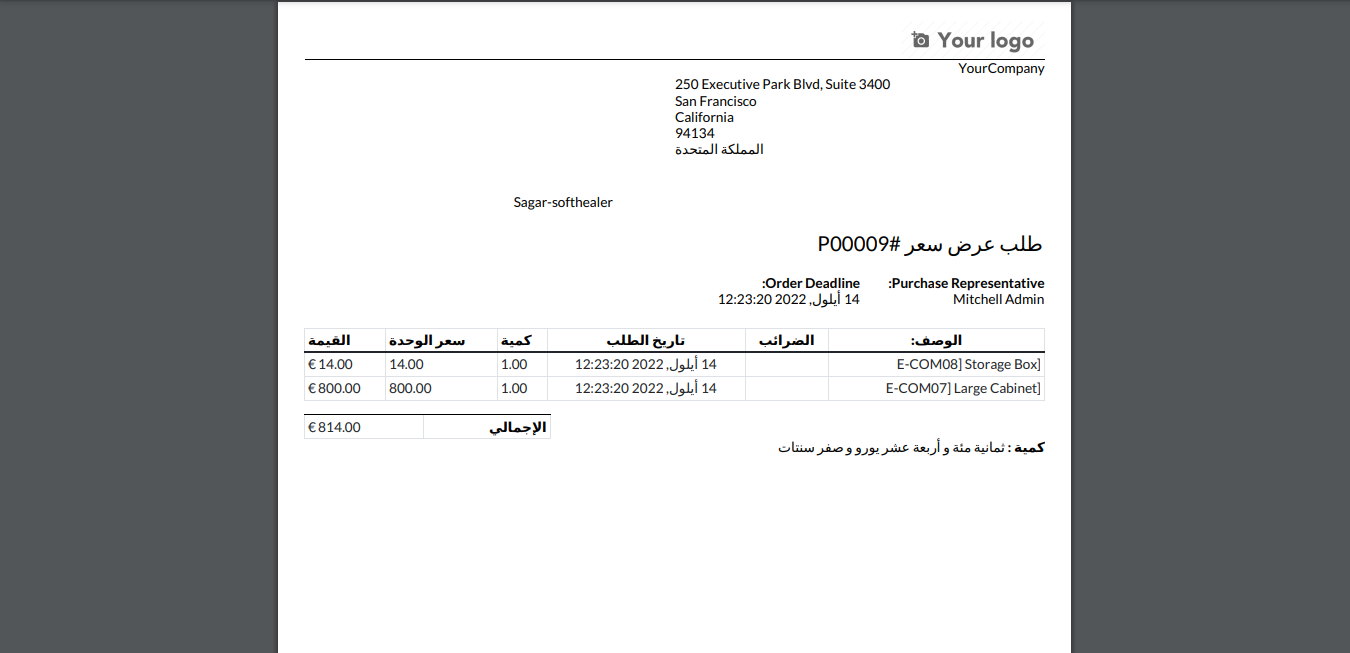 Your logo
YourCompany
250 Executive Park Blvd, Suite 3400
San Francisco
California
94134
المملكة المتحدة
Sagar-softhealer
طلب عرض سعر #P00009
Purchase Representative: Order Deadline:
Mitchell Admin 14 أيلول, 2022 12:23:20
الوصف: الضرائب تاريخ الطلب كمية سعر الوحدة القيمة
[E-COM08] Storage Box 14 أيلول, 2022 12:23:20 1.00 14.00 14.00 €
[E-COM07] Large Cabinet 14 أيلول, 2022 12:23:20 1.00 800.00 800.00 €
الإجمالي 814.00 €
كمية : ثمانية مئة و أربعة عشر يورو و صفر سنتات